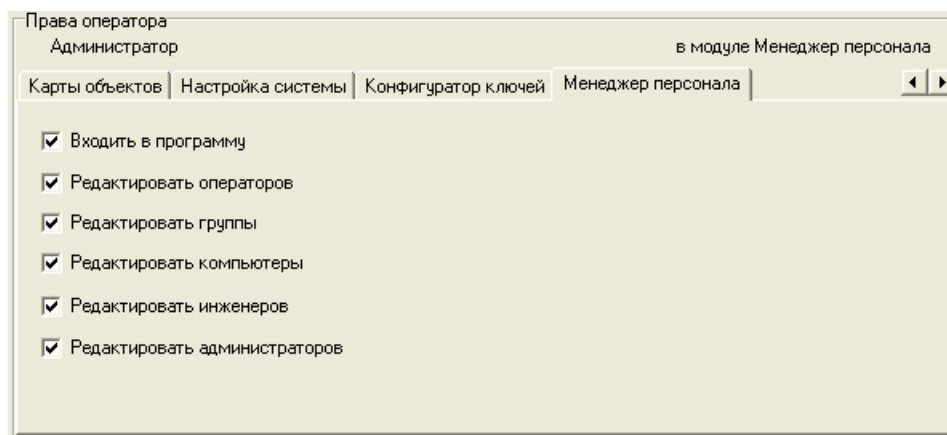 Права оператора
Администратор в модуле Менеджер персонала
Карты объектов Настройка системы Конфигуратор ключей Менеджер персонала
Входить в программу
Редактировать операторов
Редактировать группы
Редактировать компьютеры
Редактировать инженеров
Редактировать администраторов